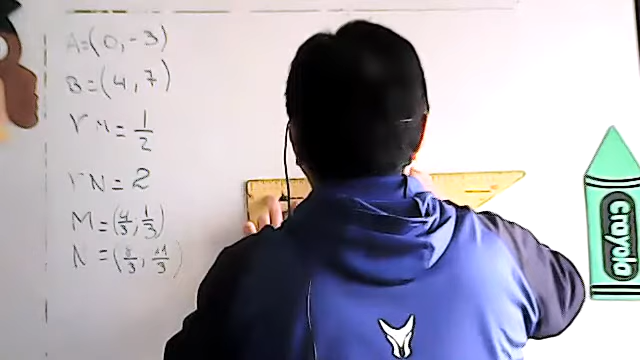 A=(0,-3)
B=(4,7)
rM=1/2
rN=2
M=(4/3,1/3)
N=(8/3,11/3)
Crayola